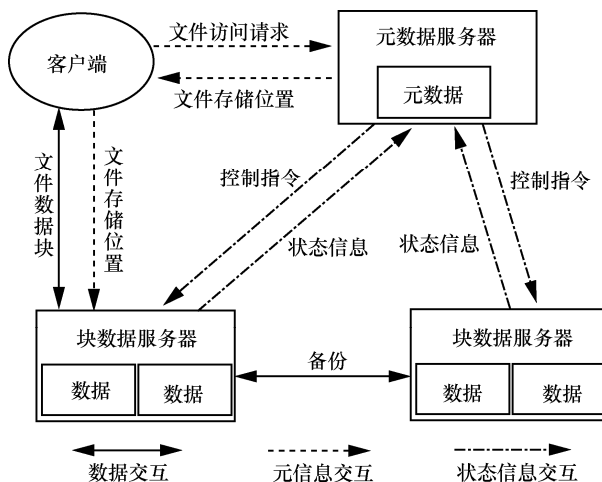 文件访问请求
客户端
元数据服务器
元数据
文件存储位置
文件数据块
文件存储位置
控制指令
状态信息
状态信息
控制指令
块数据服务器
数据
数据
备份
块数据服务器
数据
数据
数据交互
元信息交互
状态信息交互